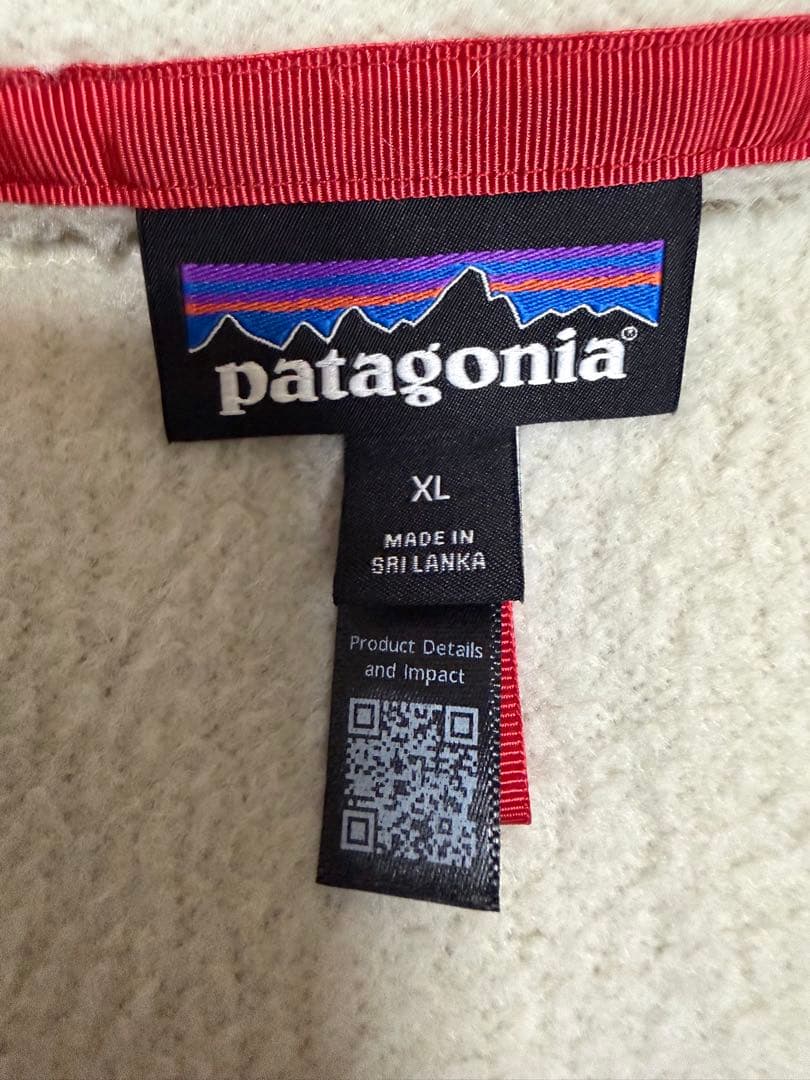 patagonia®
XL
MADE IN
SRI LANKA
Product Details
and Impact